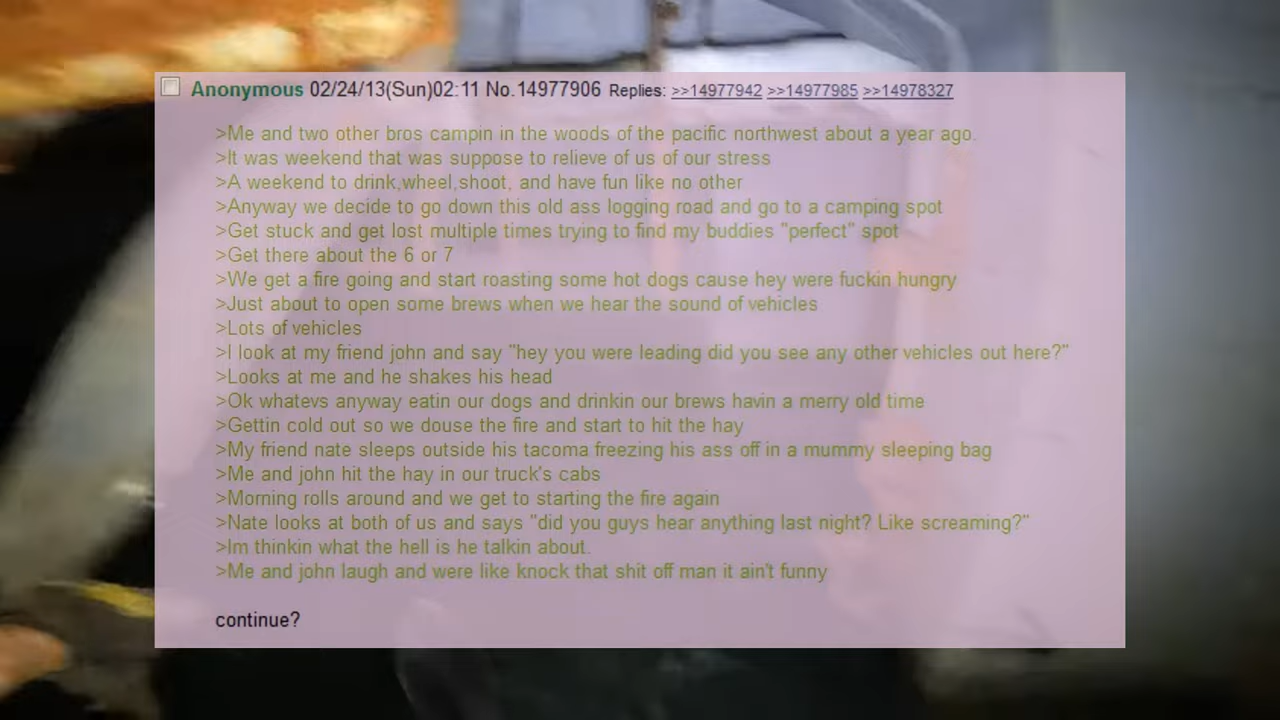 Anonymous 02/24/13(Sun)02:11 No.14977906 Replies: >>14977942 >>14977985 >>14978327
>Me and two other bros campin in the woods of the pacific northwest about a year ago.
>It was weekend that was suppose to relieve of us of our stress
>A weekend to drink,wheel,shoot, and have fun like no other
>Anyway we decide to go down this old ass logging road and go to a camping spot
>Get stuck and get lost multiple times trying to find my buddies "perfect" spot
>Get there about the 6 or 7
>We get a fire going and start roasting some hot dogs cause hey were fuckin hungry
>Just about to open some brews when we hear the sound of vehicles
>Lots of vehicles
>I look at my friend john and say "hey you were leading did you see any other vehicles out here?"
>Looks at me and he shakes his head
>Ok whatevs anyway eatin our dogs and drinkin our brews havin a merry old time
>Gettin cold out so we douse the fire and start to hit the hay
>My friend nate sleeps outside his tacoma freezing his ass off in a mummy sleeping bag
>Me and john hit the hay in our truck's cabs
>Morning rolls around and we get to starting the fire again
>Nate looks at both of us and says "did you guys hear anything last night? Like screaming?"
>Im thinkin what the hell is he talkin about.
>Me and john laugh and were like knock that shit off man it ain't funny
continue?